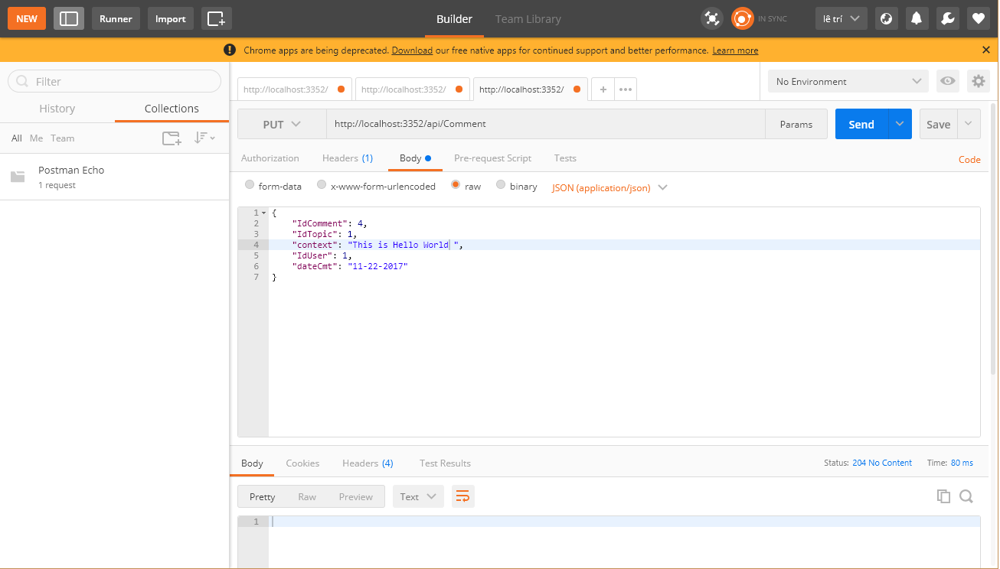 NEW Runner Import Builder Team Library IN SYNC lê trí
Chrome apps are being deprecated. Download our free native apps for continued support and better performance. Learn more
Filter
History Collections
All Me Team
Postman Echo
1 request
http://localhost:3352/ http://localhost:3352/ http://localhost:3352/ + ••• No Environment
PUT http://localhost:3352/api/Comment Params Send Save
Authorization Headers (1) Body Pre-request Script Tests Code
form-data x-www-form-urlencoded raw binary JSON (application/json)
1 {
2 "IdComment": 4,
3 "IdTopic": 1,
4 "context": "This is Hello World ",
5 "IdUser": 1,
6 "dateCmt": "11-22-2017"
7 }
Body Cookies Headers (4) Test Results Status: 204 No Content Time: 80 ms
Pretty Raw Preview Text
1